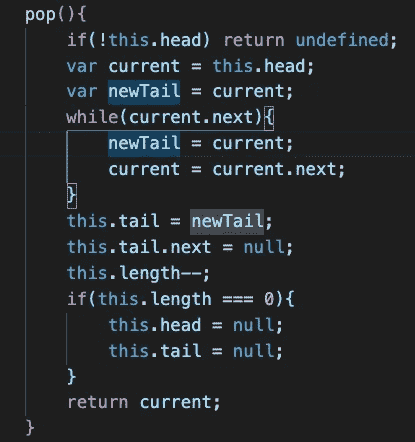 pop(){
    if(!this.head) return undefined;
    var current = this.head;
    var newTail = current;
    while(current.next){
        newTail = current;
        current = current.next;
    }
    this.tail = newTail;
    this.tail.next = null;
    this.length--;
    if(this.length === 0){
        this.head = null;
        this.tail = null;
    }
    return current;
}